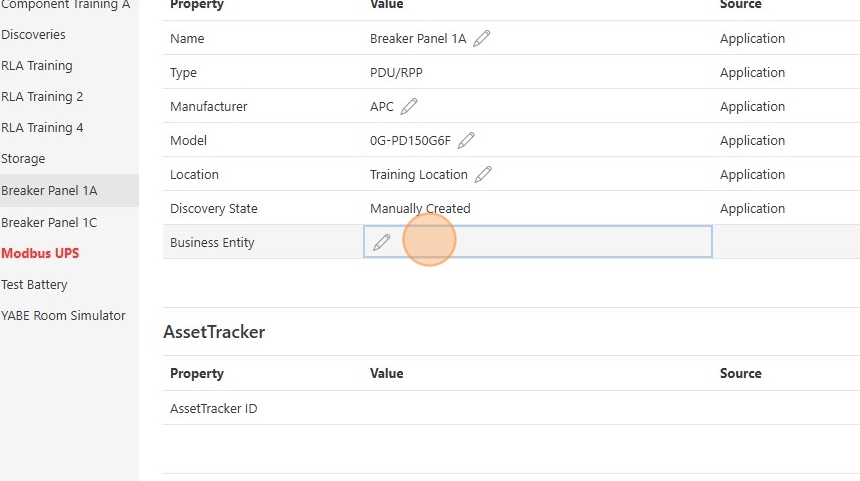 Component Training A
Discoveries
RLA Training
RLA Training 2
RLA Training 4
Storage
Breaker Panel 1A
Breaker Panel 1C
Modbus UPS
Test Battery
YABE Room Simulator
Property Value Source
Name Breaker Panel 1A Application
Type PDU/RPP Application
Manufacturer APC Application
Model 0G-PD150G6F Application
Location Training Location Application
Discovery State Manually Created Application
Business Entity
AssetTracker
Property Value Source
AssetTracker ID